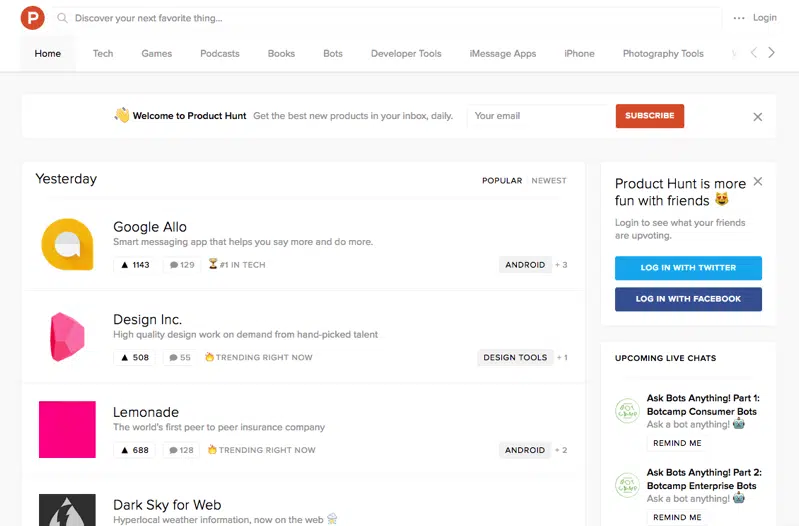 P
Discover your next favorite thing...
Login
Home
Tech
Games
Podcasts
Books
Bots
Developer Tools
iMessage Apps
iPhone
Photography Tools
Welcome to Product Hunt
Get the best new products in your inbox, daily.
Your email
SUBSCRIBE
Yesterday
POPULAR
NEWEST
Google Allo
Smart messaging app that helps you say more and do more.
1143
129
#1 IN TECH
ANDROID
+ 3
Design Inc.
High quality design work on demand from hand-picked talent
508
55
TRENDING RIGHT NOW
DESIGN TOOLS
+ 1
Lemonade
The world's first peer to peer insurance company
688
128
TRENDING RIGHT NOW
ANDROID
+ 2
Dark Sky for Web
Hyperlocal weather information, now on the web
Product Hunt is more
fun with friends
Login to see what your friends
are upvoting.
LOG IN WITH TWITTER
LOG IN WITH FACEBOOK
UPCOMING LIVE CHATS
Ask Bots Anything! Part 1:
Botcamp Consumer Bots
Ask a bot anything!
REMIND ME
Ask Bots Anything! Part 2:
Botcamp Enterprise Bots
Ask a bot anything!
REMIND ME